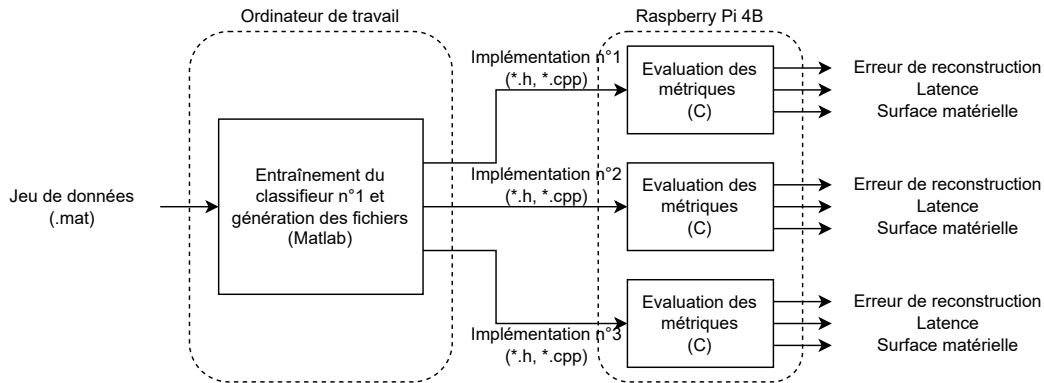 Ordinateur de travail
Raspberry Pi 4B
Jeu de données
(.mat)
Entraînement du
classifieur n°1 et
génération des fichiers
(Matlab)
Implémentation n°1
(*.h, *.cpp)
Evaluation des
métriques
(C)
Erreur de reconstruction
Latence
Surface matérielle
Implémentation n°2
(*.h, *.cpp)
Evaluation des
métriques
(C)
Erreur de reconstruction
Latence
Surface matérielle
Implémentation n°3
(*.h, *.cpp)
Evaluation des
métriques
(C)
Erreur de reconstruction
Latence
Surface matérielle